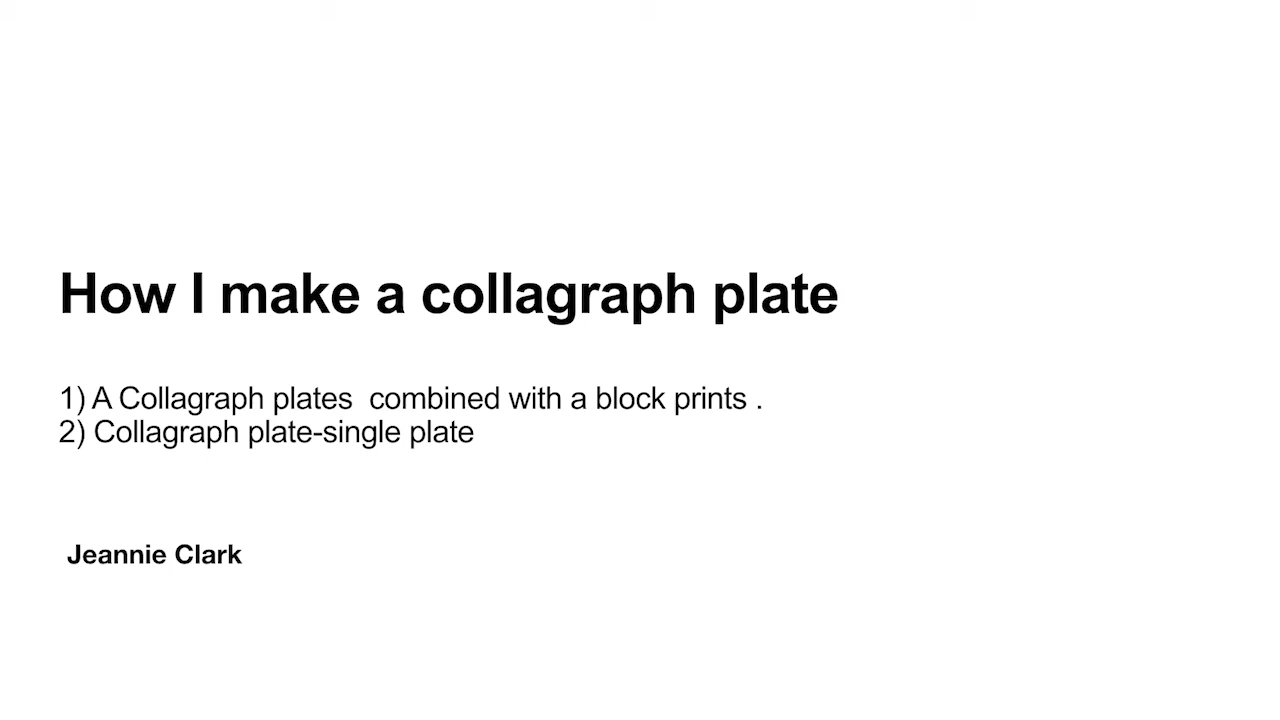 How I make a collagraph plate
1) A Collagraph plates  combined with a block prints .
2) Collagraph plate-single plate
Jeannie Clark